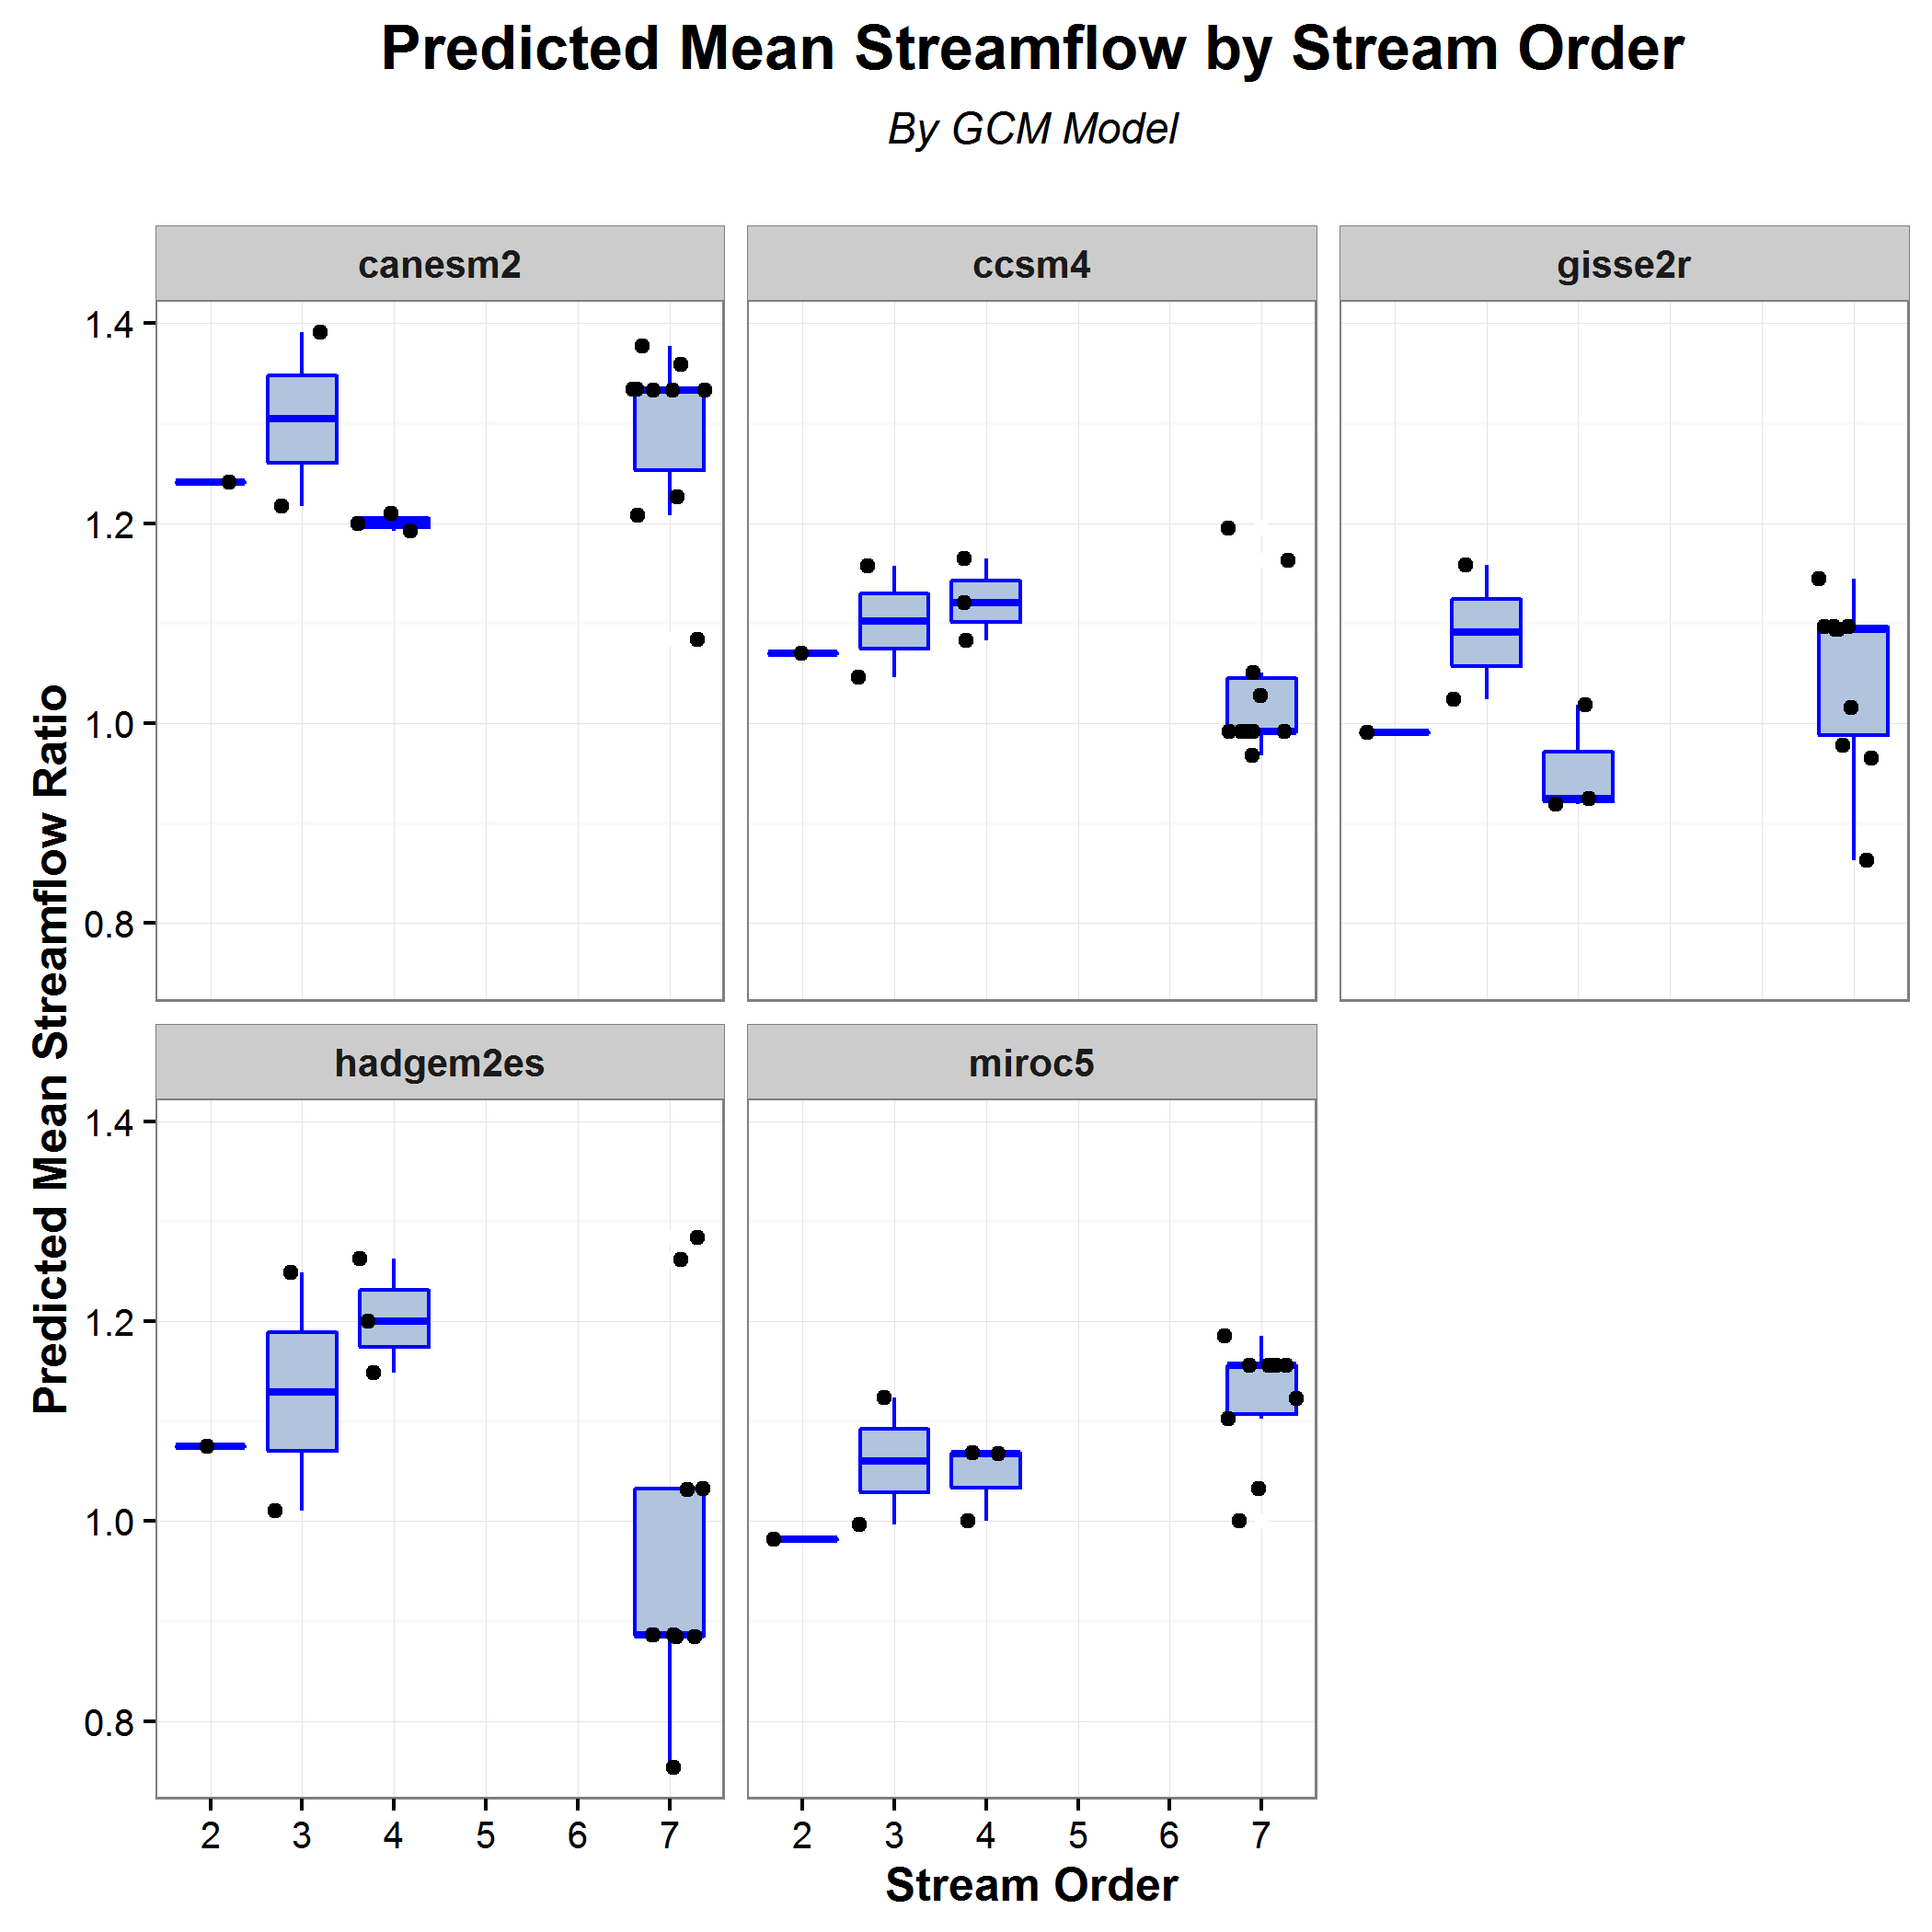 Predicted Mean Streamflow by Stream Order
By GCM Model
canesm2
ccsm4
gisse2r
1.4
1.2
1.0
0.8
Predicted Mean Streamflow Ratio
hadgem2es
miroc5
1.4
1.2
1.0
0.8
2 3 4 5 6 7
2 3 4 5 6 7
Stream Order